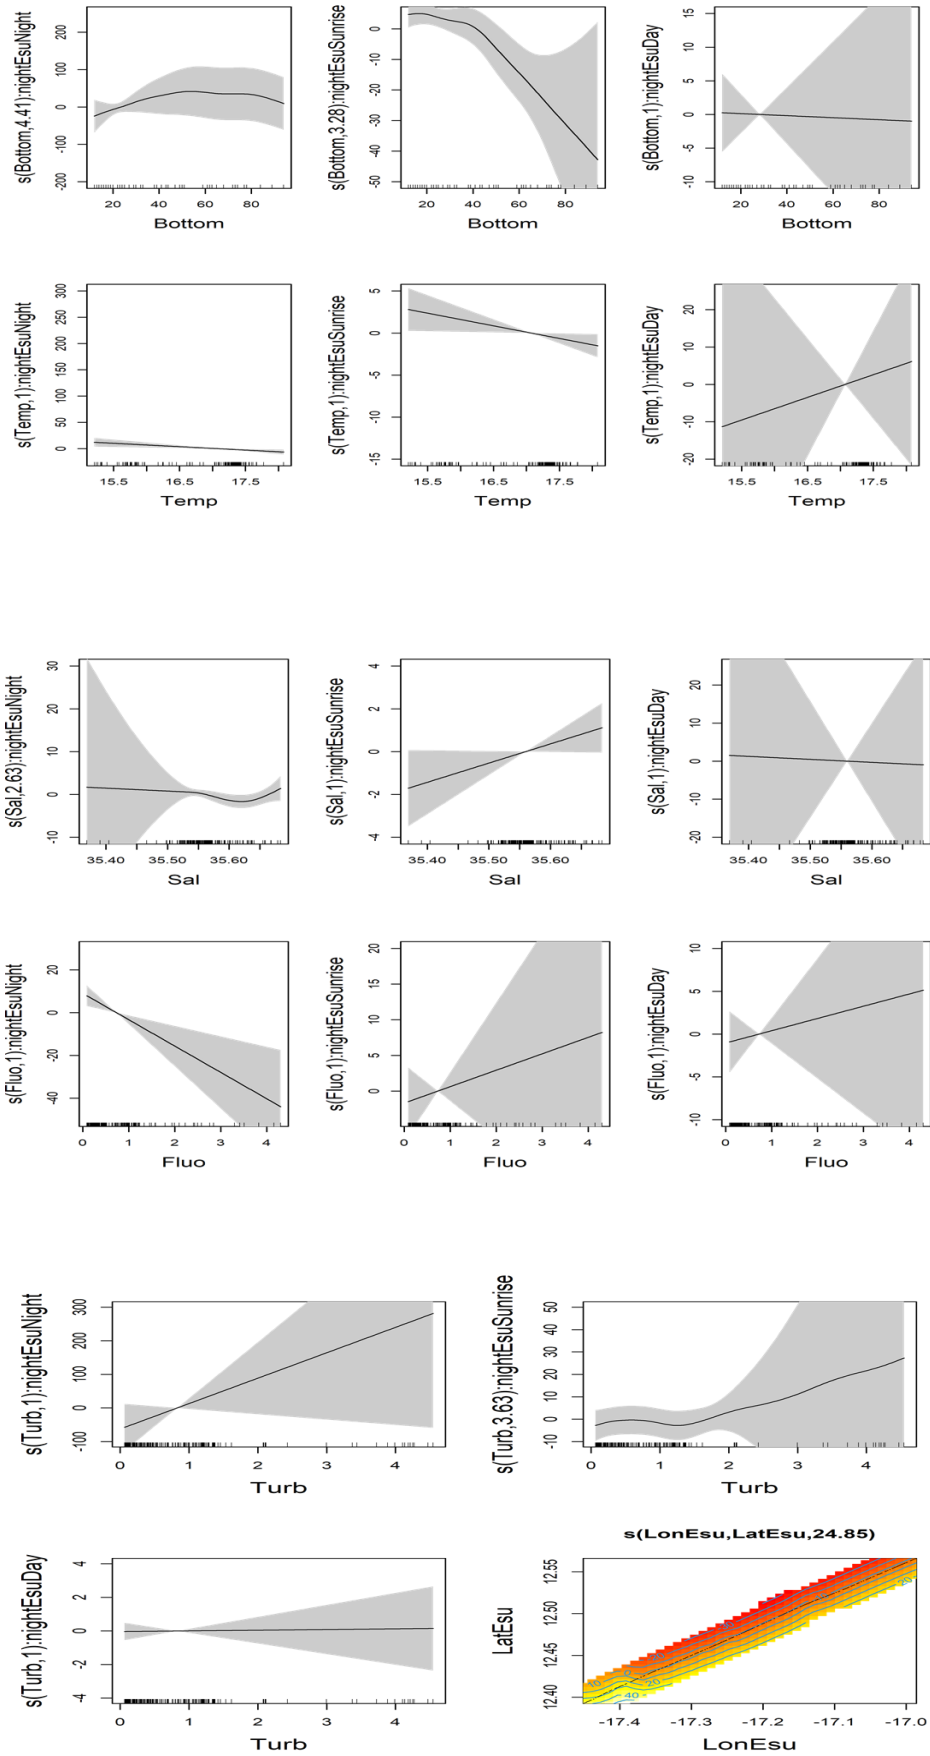 s(Bottom,4.41):nightEsuNight
-200 -100 0 100 200
20 40 60 80
Bottom
s(Bottom,3.28):nightEsuSunrise
-50 -40 -30 -20 -10 0
20 40 60 80
Bottom
s(Bottom,1):nightEsuDay
-10 -5 0 5 10 15
20 40 60 80
Bottom
s(Temp,1):nightEsuNight
0 50 100 150 200 250 300
15.5 16.5 17.5
Temp
s(Temp,1):nightEsuSunrise
-15 -10 -5 0 5
15.5 16.5 17.5
Temp
s(Temp,1):nightEsuDay
-20 -10 0 10 20
15.5 16.5 17.5
Temp
s(Sal,2.63):nightEsuNight
-10 0 10 20 30
35.40 35.50 35.60
Sal
s(Sal,1):nightEsuSunrise
4 -2 0 2 4
35.40 35.50 35.60
Sal
s(Sal,1):nightEsuDay
-20 -10 0 10 20
35.40 35.50 35.60
Sal
s(Fluo,1):nightEsuNight
-40 -20 0 20
0 1 2 3 4
Fluo
s(Fluo,1):nightEsuSunrise
0 5 10 15 20
0 1 2 3 4
Fluo
s(Fluo,1):nightEsuDay
-10 -5 0 5 10
0 1 2 3 4
Fluo
s(Turb,1):nightEsuNight
-100 0 100 200 300
0 1 2 3 4
Turb
s(Turb,3.63):nightEsuSunrise
-10 0 10 20 30 40 50
0 1 2 3 4
Turb
s(Turb,1):nightEsuDay
-4 -2 0 2 4
0 1 2 3 4
Turb
s(LonEsu,LatEsu,24.85)
LatEsu
12.40 12.45 12.50 12.55
10 0 20 40 20
-17.4 -17.3 -17.2 -17.1 -17.0
LonEsu